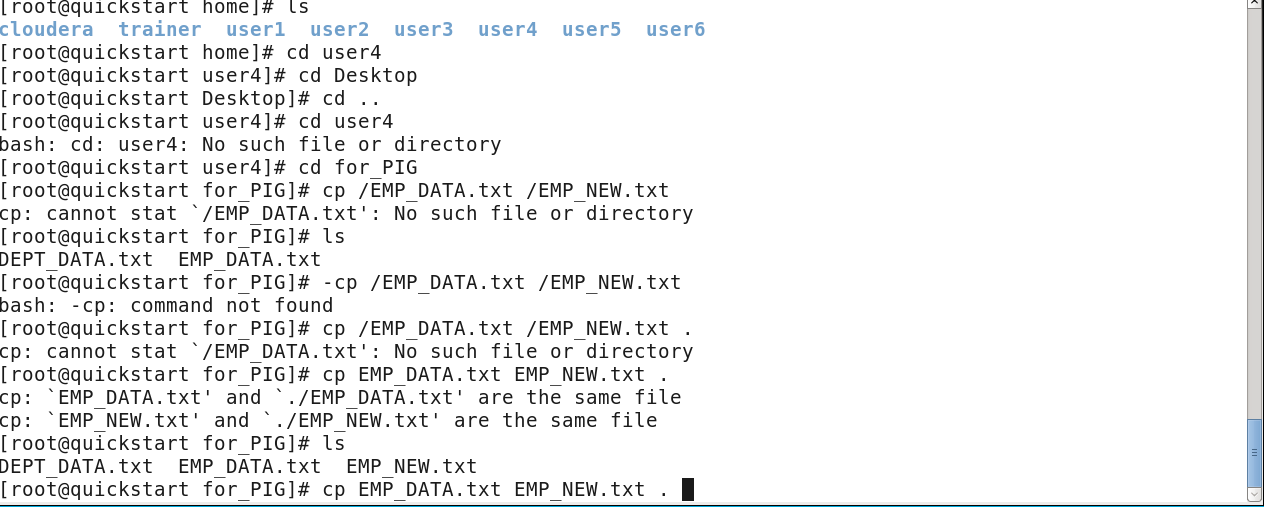 [root@quickstart home]# ls
cloudera  trainer  user1  user2  user3  user4  user5  user6
[root@quickstart home]# cd user4
[root@quickstart user4]# cd Desktop
[root@quickstart Desktop]# cd ..
[root@quickstart user4]# cd user4
bash: cd: user4: No such file or directory
[root@quickstart user4]# cd for_PIG
[root@quickstart for_PIG]# cp /EMP_DATA.txt /EMP_NEW.txt
cp: cannot stat `/EMP_DATA.txt': No such file or directory
[root@quickstart for_PIG]# ls
DEPT_DATA.txt  EMP_DATA.txt
[root@quickstart for_PIG]# -cp /EMP_DATA.txt /EMP_NEW.txt
bash: -cp: command not found
[root@quickstart for_PIG]# cp /EMP_DATA.txt /EMP_NEW.txt .
cp: cannot stat `/EMP_DATA.txt': No such file or directory
[root@quickstart for_PIG]# cp EMP_DATA.txt EMP_NEW.txt .
cp: `EMP_DATA.txt' and `./EMP_DATA.txt' are the same file
cp: `EMP_NEW.txt' and `./EMP_NEW.txt' are the same file
[root@quickstart for_PIG]# ls
DEPT_DATA.txt  EMP_DATA.txt  EMP_NEW.txt
[root@quickstart for_PIG]# cp EMP_DATA.txt EMP_NEW.txt .